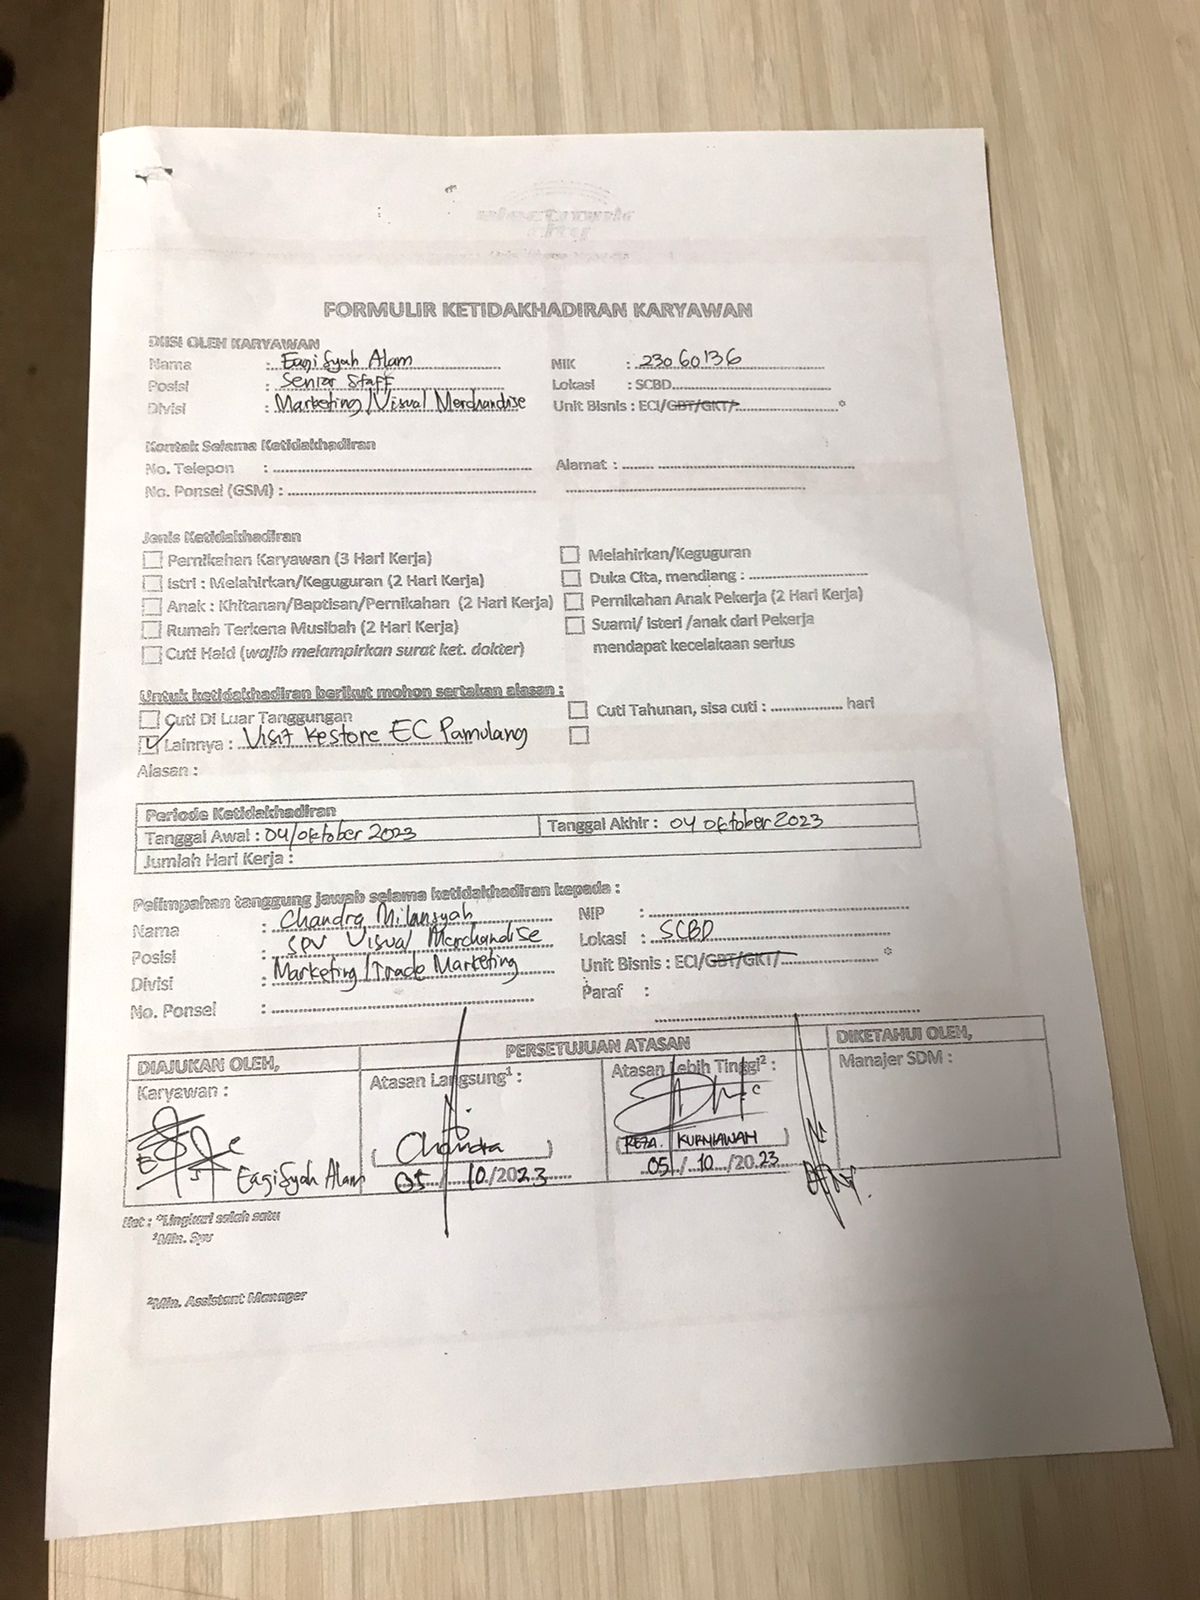 electronic
city
FORMULIR KETIDAKHADIRAN KARYAWAN
DIISI OLEH KARYAWAN
Nama : Eagisyah Alam NIK : 23060136
Posisi : Senior Staff Lokasi : SCBD
Divisi : Marketing/Visual Merchandise Unit Bisnis : ECI/GBT/GKT/ *
Kontak Selama Ketidakhadiran
No. Telepon : Alamat :
No. Ponsel (GSM) :
Jenis Ketidakhadiran
Pernikahan Karyawan (3 Hari Kerja) Melahirkan/Keguguran
Istri : Melahirkan/Keguguran (2 Hari Kerja) Duka Cita, mendiang :
Anak : Khitanan/Baptisan/Pernikahan (2 Hari Kerja) Pernikahan Anak Pekerja (2 Hari Kerja)
Rumah Terkena Musibah (2 Hari Kerja) Suami/ Isteri /anak dari Pekerja
Cuti Haid (wajib melampirkan surat ket. dokter) mendapat kecelakaan serius
Untuk ketidakhadiran berikut mohon sertakan alasan :
Cuti Di Luar Tanggungan Cuti Tahunan, sisa cuti : hari
Lainnya : Visit kestore EC Pamulang
Alasan :
Periode Ketidakhadiran
Tanggal Awal : 04/oktober 2023 Tanggal Akhir : 04 oktober 2023
Jumlah Hari Kerja :
Pelimpahan tanggung jawab selama ketidakhadiran kepada :
Nama : Chandra Milansyah NIP :
Posisi : SPV Visual Merchandise Lokasi : SCBD
Divisi : Marketing/Trade Marketing Unit Bisnis : ECI/GBT/GKT/ *
No. Ponsel : Paraf :
DIAJUKAN OLEH, PERSETUJUAN ATASAN DIKETAHUI OLEH,
Karyawan : Atasan Langsung¹ : Atasan Lebih Tinggi² : Manajer SDM :
Eagisyah Alam Chandra REZA KURNIAWAN
05/10/2023 05/10/2023
Ket : *Lingkari salah satu
¹Min. Spv
²Min. Assistant Manager